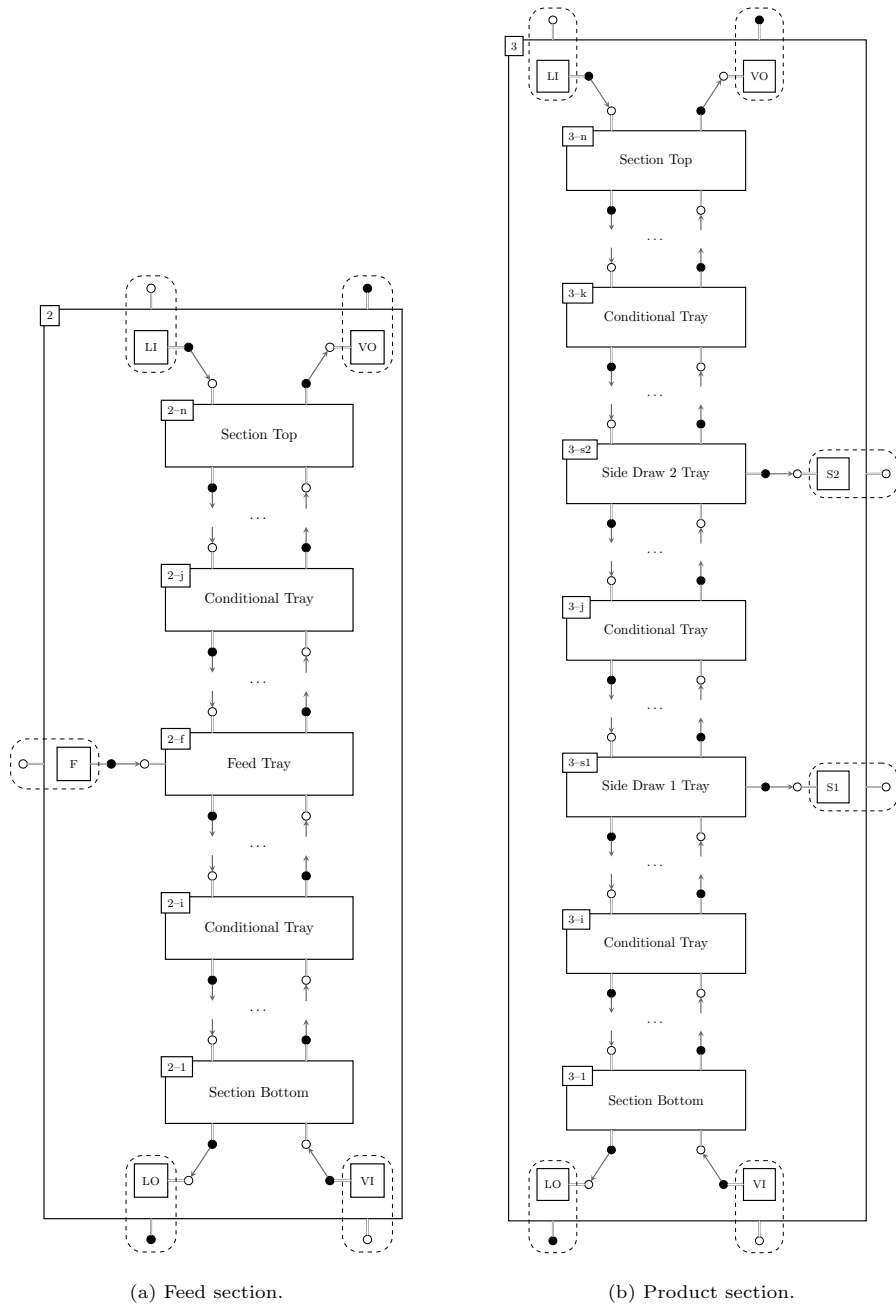 2
LI
VO
2–n
Section Top
...
2–j
Conditional Tray
...
2–f
F
Feed Tray
...
2–i
Conditional Tray
...
2–1
Section Bottom
LO
VI
(a) Feed section.
3
LI
VO
3–n
Section Top
...
3–k
Conditional Tray
...
3–s2
Side Draw 2 Tray
S2
...
3–j
Conditional Tray
...
3–s1
Side Draw 1 Tray
S1
...
3–i
Conditional Tray
...
3–1
Section Bottom
LO
VI
(b) Product section.